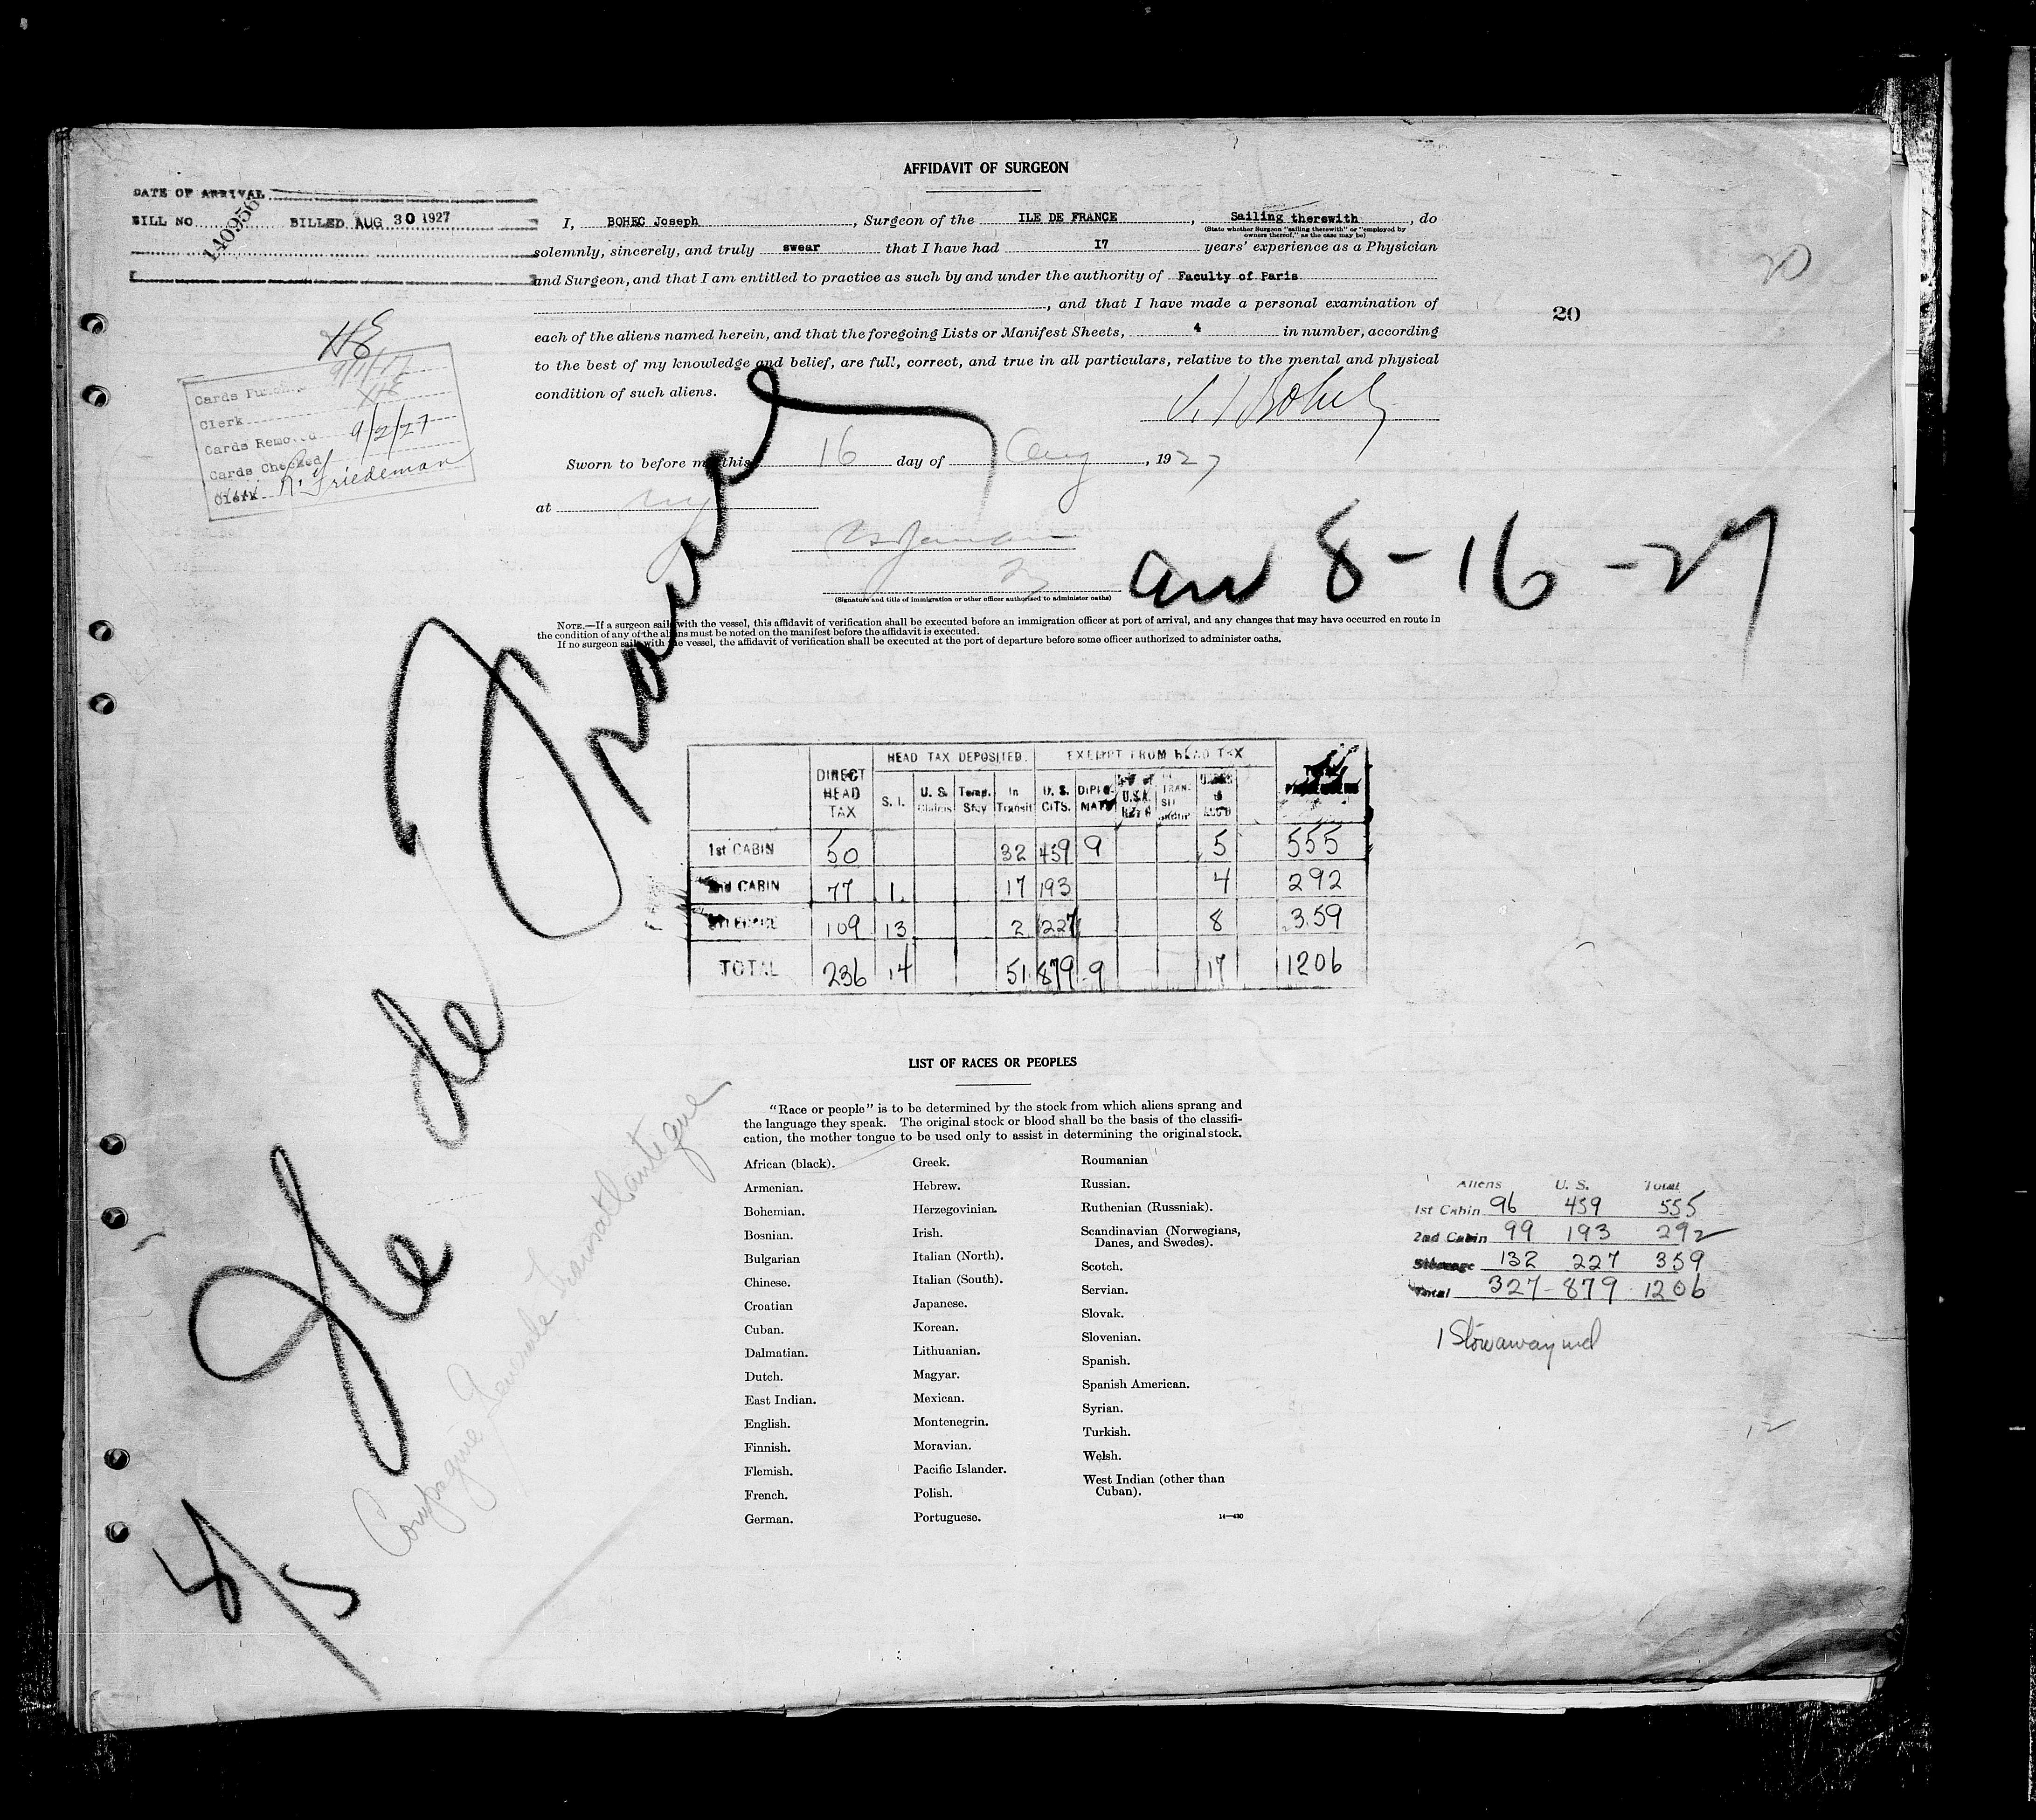 AFFIDAVIT OF SURGEON
DATE OF ARRIVAL
BILL NO. 140956 BILLED AUG 30 1927
I, BOHEC Joseph, Surgeon of the ILE DE FRANCE, Sailing therewith, do
(State whether Surgeon "sailing therewith" or "employed by owners thereof," as the case may be)
solemnly, sincerely, and truly swear that I have had 17 years' experience as a Physician
and Surgeon, and that I am entitled to practice as such by and under the authority of Faculty of Paris
, and that I have made a personal examination of
each of the aliens named herein, and that the foregoing Lists or Manifest Sheets, 4 in number, according
to the best of my knowledge and belief, are full, correct, and true in all particulars, relative to the mental and physical
condition of such aliens.
20
20
Cards Punched
Clerk
Cards Removed 9/2/27
Cards Checked
Clerk R. Friedeman
Sworn to before me this 16 day of Aug, 1927
at NY
(Signature and title of immigration or other officer authorized to administer oaths)
arr 8-16-27
NOTE.—If a surgeon sails with the vessel, this affidavit of verification shall be executed before an immigration officer at port of arrival, and any changes that may have occurred en route in
the condition of any of the aliens must be noted on the manifest before the affidavit is executed.
If no surgeon sails with the vessel, the affidavit of verification shall be executed at the port of departure before some officer authorized to administer oaths.
Ile de France
Compagnie Generale Transatlantique
8/5
HEAD TAX DEPOSITED. EXEMPT FROM HEAD TAX
DIRECT HEAD TAX S. I. U. S. Claims Temp. Stay In Transit U. S. CITS. DIPLOMATS
1st CABIN 50 32 459 9 5 555
2nd CABIN 77 1 17 193 4 292
109 13 2 227 8 359
TOTAL 236 14 51 879 9 17 1206
LIST OF RACES OR PEOPLES
"Race or people" is to be determined by the stock from which aliens sprang and
the language they speak. The original stock or blood shall be the basis of the classifi-
cation, the mother tongue to be used only to assist in determining the original stock.
African (black).
Armenian.
Bohemian.
Bosnian.
Bulgarian
Chinese.
Croatian
Cuban.
Dalmatian.
Dutch.
East Indian.
English.
Finnish.
Flemish.
French.
German.
Greek.
Hebrew.
Herzegovinian.
Irish.
Italian (North).
Italian (South).
Japanese.
Korean.
Lithuanian.
Magyar.
Mexican.
Montenegrin.
Moravian.
Pacific Islander.
Polish.
Portuguese.
Roumanian
Russian.
Ruthenian (Russniak).
Scandinavian (Norwegians,
Danes, and Swedes).
Scotch.
Servian.
Slovak.
Slovenian.
Spanish.
Spanish American.
Syrian.
Turkish.
Welsh.
West Indian (other than
Cuban).
14—430
Aliens U. S. Total
1st Cabin 96 459 555
2nd Cabin 99 193 292
Steerage 132 227 359
Total 327 879 1206
1 Stowaway incl